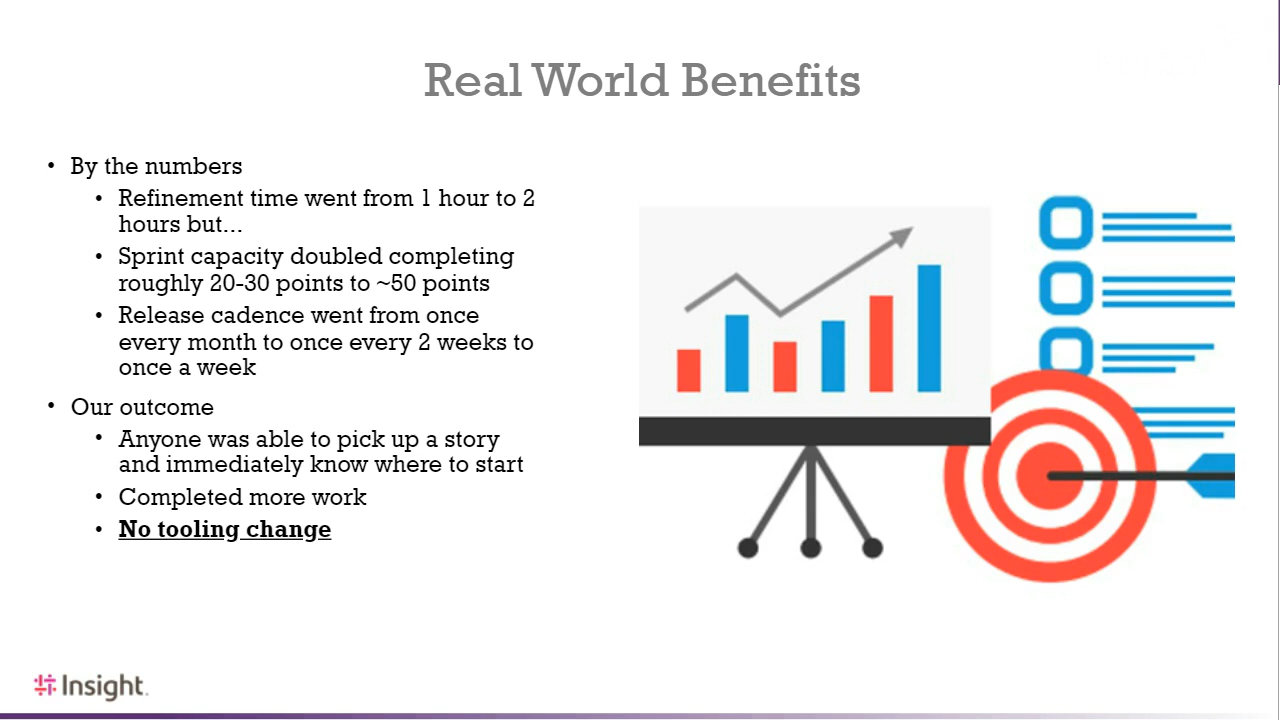 Real World Benefits
• By the numbers
• Refinement time went from 1 hour to 2
hours but...
• Sprint capacity doubled completing
roughly 20-30 points to ~50 points
• Release cadence went from once
every month to once every 2 weeks to
once a week
• Our outcome
• Anyone was able to pick up a story
and immediately know where to start
• Completed more work
• No tooling change
Insight.